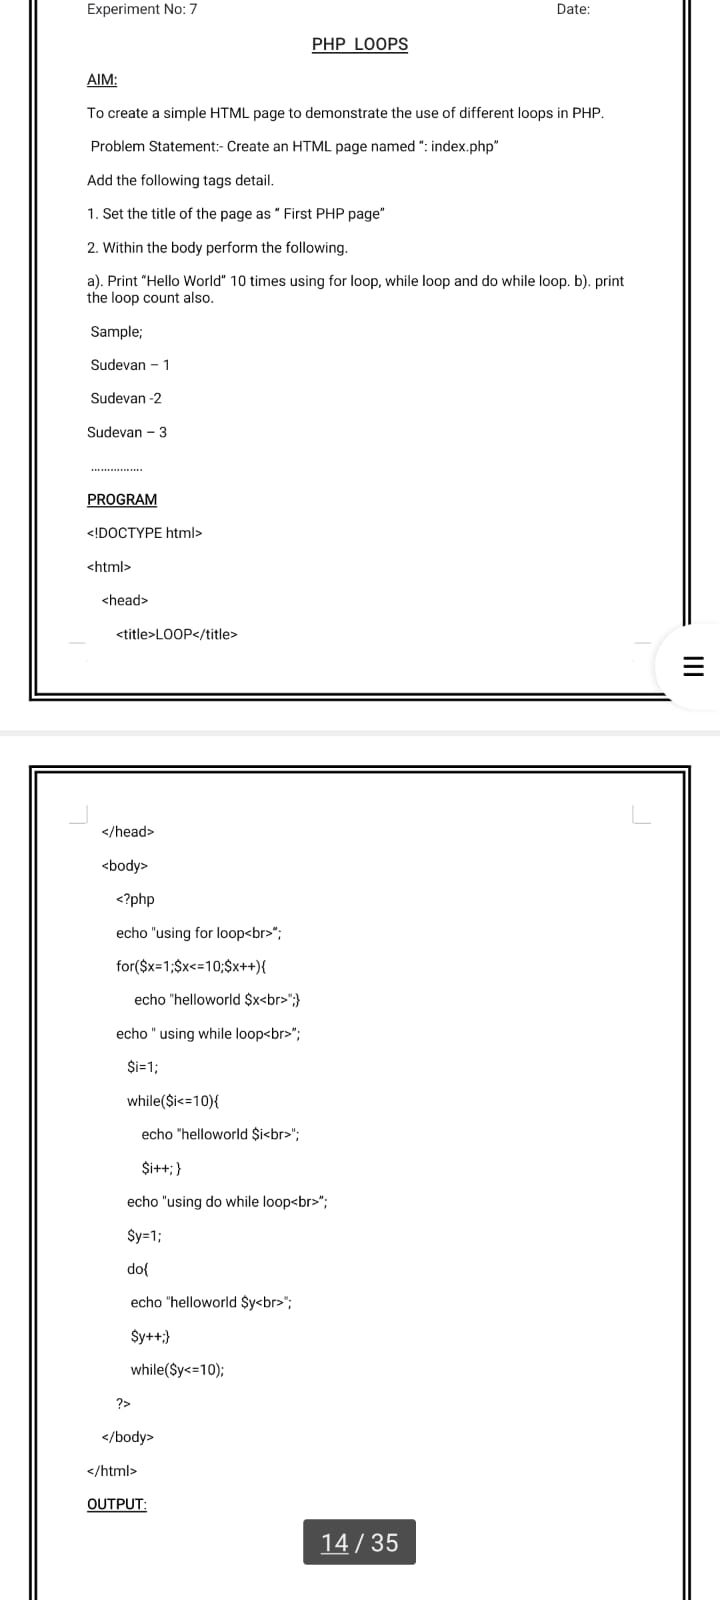 Experiment No: 7 Date:
PHP LOOPS
AIM:
To create a simple HTML page to demonstrate the use of different loops in PHP.
Problem Statement:- Create an HTML page named “: index.php”
Add the following tags detail.
1. Set the title of the page as “ First PHP page”
2. Within the body perform the following.
a). Print “Hello World” 10 times using for loop, while loop and do while loop. b). print
the loop count also.
Sample;
Sudevan – 1
Sudevan -2
Sudevan – 3
................
PROGRAM
<!DOCTYPE html>
<html>
<head>
<title>LOOP</title>
</head>
<body>
<?php
echo "using for loop<br>";
for($x=1;$x<=10;$x++){
echo "helloworld $x<br>";}
echo " using while loop<br>";
$i=1;
while($i<=10){
echo "helloworld $i<br>";
$i++; }
echo "using do while loop<br>";
$y=1;
do{
echo "helloworld $y<br>";
$y++;}
while($y<=10);
?>
</body>
</html>
OUTPUT:
14 / 35